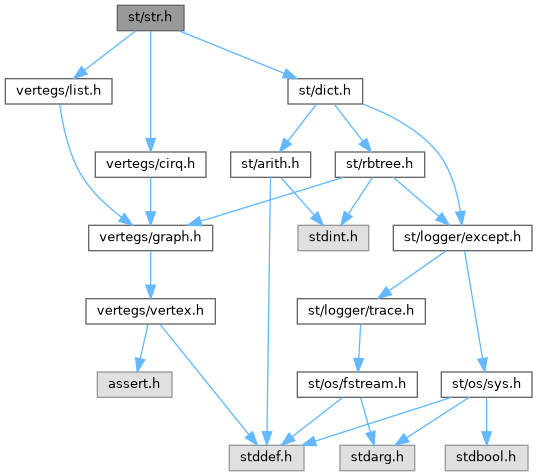 st/str.h
vertegs/list.h
st/dict.h
vertegs/cirq.h
st/arith.h
st/rbtree.h
vertegs/graph.h
stdint.h
st/logger/except.h
vertegs/vertex.h
st/logger/trace.h
assert.h
st/os/fstream.h
st/os/sys.h
stddef.h
stdarg.h
stdbool.h